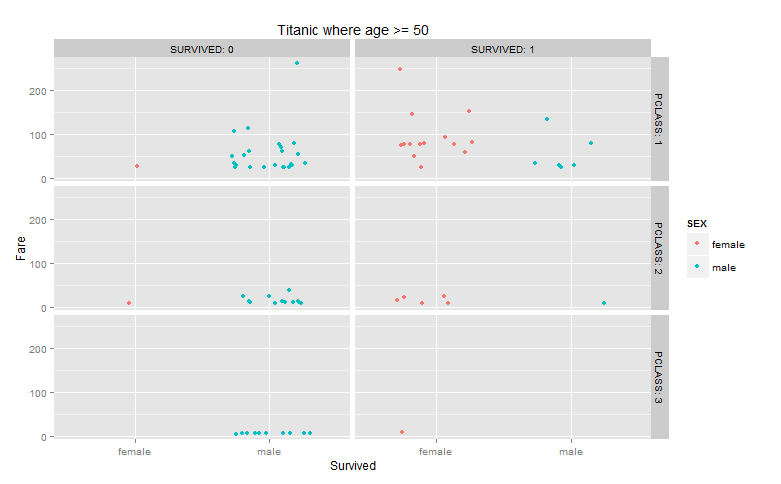 Titanic where age >= 50
SURVIVED: 0
SURVIVED: 1
200
100
0
PCLASS: 1
200
100
0
PCLASS: 2
200
100
0
PCLASS: 3
Fare
female
male
female
male
Survived
SEX
female
male